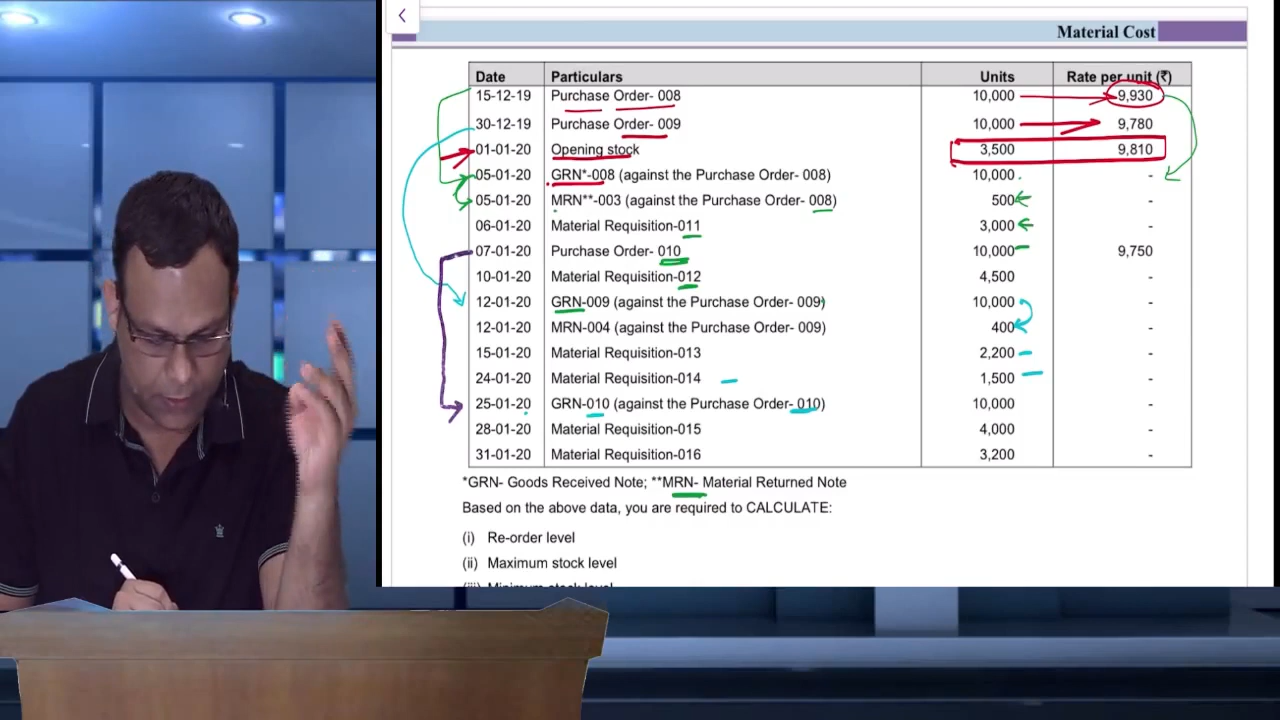 Material Cost
Date Particulars Units Rate per unit (₹)
15-12-19 Purchase Order- 008 10,000 9,930
30-12-19 Purchase Order- 009 10,000 9,780
01-01-20 Opening stock 3,500 9,810
05-01-20 GRN*-008 (against the Purchase Order- 008) 10,000 -
05-01-20 MRN**-003 (against the Purchase Order- 008) 500 -
06-01-20 Material Requisition-011 3,000 -
07-01-20 Purchase Order- 010 10,000 9,750
10-01-20 Material Requisition-012 4,500 -
12-01-20 GRN-009 (against the Purchase Order- 009) 10,000 -
12-01-20 MRN-004 (against the Purchase Order- 009) 400 -
15-01-20 Material Requisition-013 2,200 -
24-01-20 Material Requisition-014 1,500 -
25-01-20 GRN-010 (against the Purchase Order- 010) 10,000 -
28-01-20 Material Requisition-015 4,000 -
31-01-20 Material Requisition-016 3,200 -
*GRN- Goods Received Note; **MRN- Material Returned Note
Based on the above data, you are required to CALCULATE:
(i) Re-order level
(ii) Maximum stock level
(iii) Minimum stock level